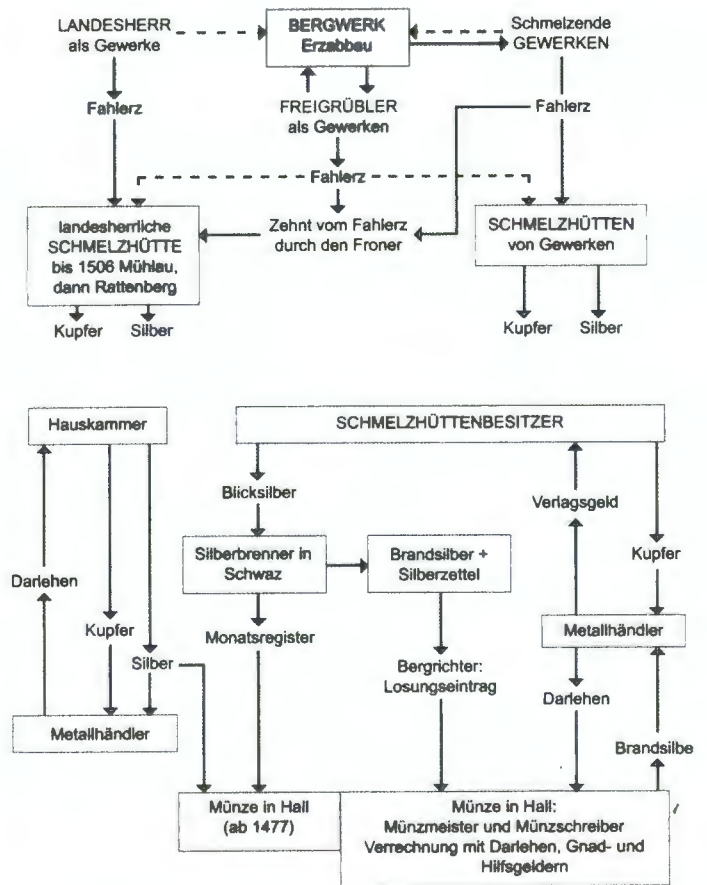 LANDESHERR
als Gewerke
BERGWERK
Erzabbau
Schmelzende
GEWERKEN
Fahlerz
FREIGRÜBLER
als Gewerken
Fahlerz
Fahlerz
landesherrliche
SCHMELZHÜTTE
bis 1506 Mühlau,
dann Rattenberg
Zehnt vom Fahlerz
durch den Froner
SCHMELZHÜTTEN
von Gewerken
Kupfer
Silber
Kupfer
Silber
Hauskammer
SCHMELZHÜTTENBESITZER
Blicksilber
Verlagsgeld
Silberbrenner in
Schwaz
Brandsilber +
Silberzettel
Kupfer
Darlehen
Kupfer
Silber
Monatsregister
Bergrichter:
Losungseintrag
Metallhändler
Darlehen
Metallhändler
Brandsilbe
Münze in Hall
(ab 1477)
Münze in Hall:
Münzmeister und Münzschreiber
Verrechnung mit Darlehen, Gnad- und
Hilfsgeldern